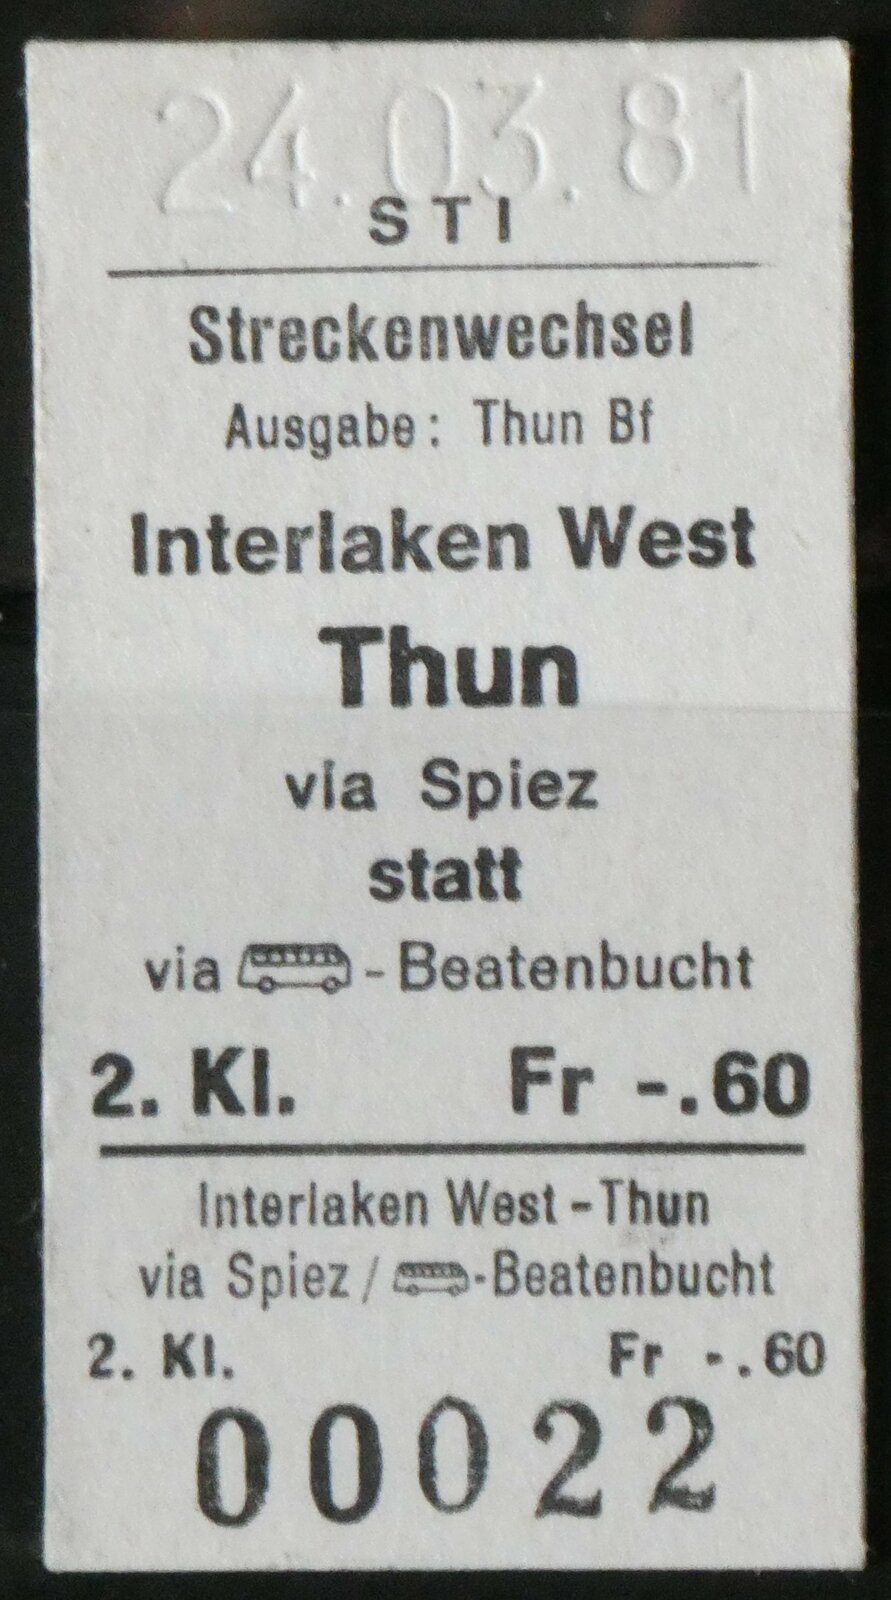 24.03.81
STI
Streckenwechsel
Ausgabe: Thun Bf
Interlaken West
Thun
via Spiez
statt
via -Beatenbucht
2. Kl. Fr -.60
Interlaken West-Thun
via Spiez / -Beatenbucht
2. Kl. Fr -.60
00022